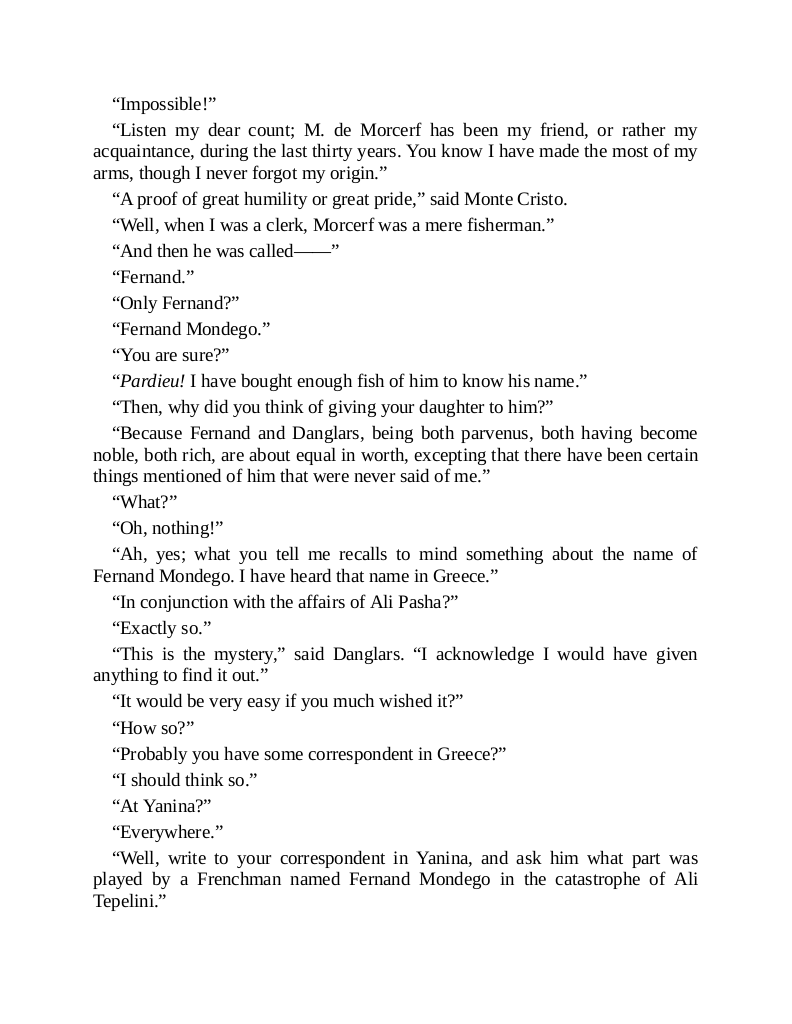 “Impossible!”
“Listen my dear count; M. de Morcerf has been my friend, or rather my
acquaintance, during the last thirty years. You know I have made the most of my
arms, though I never forgot my origin.”
“A proof of great humility or great pride,” said Monte Cristo.
“Well, when I was a clerk, Morcerf was a mere fisherman.”
“And then he was called——”
“Fernand.”
“Only Fernand?”
“Fernand Mondego.”
“You are sure?”
“Pardieu! I have bought enough fish of him to know his name.”
“Then, why did you think of giving your daughter to him?”
“Because Fernand and Danglars, being both parvenus, both having become
noble, both rich, are about equal in worth, excepting that there have been certain
things mentioned of him that were never said of me.”
“What?”
“Oh, nothing!”
“Ah, yes; what you tell me recalls to mind something about the name of
Fernand Mondego. I have heard that name in Greece.”
“In conjunction with the affairs of Ali Pasha?”
“Exactly so.”
“This is the mystery,” said Danglars. “I acknowledge I would have given
anything to find it out.”
“It would be very easy if you much wished it?”
“How so?”
“Probably you have some correspondent in Greece?”
“I should think so.”
“At Yanina?”
“Everywhere.”
“Well, write to your correspondent in Yanina, and ask him what part was
played by a Frenchman named Fernand Mondego in the catastrophe of Ali
Tepelini.”